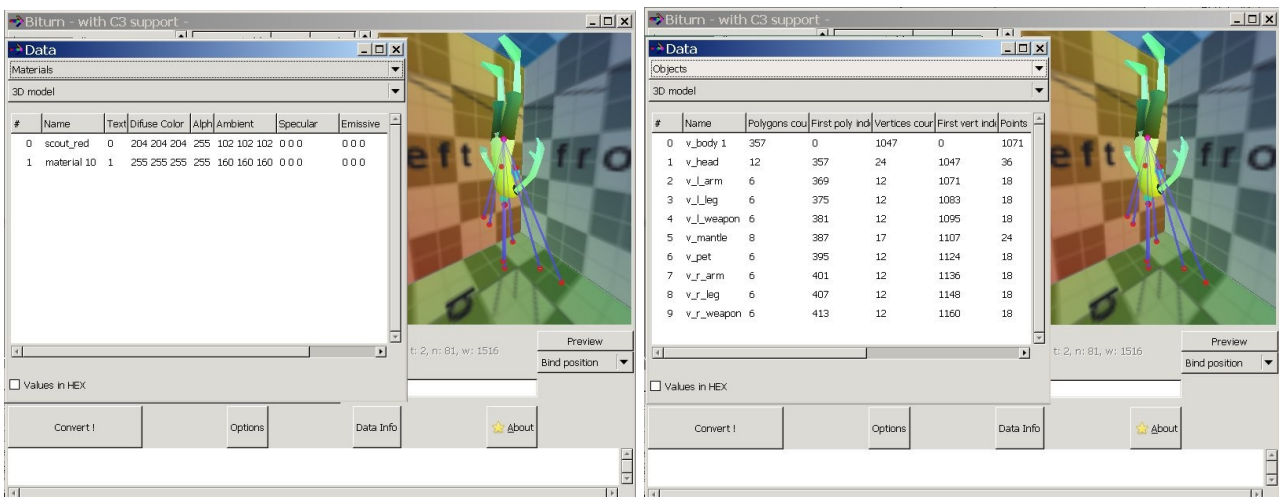 Biturn - with C3 support -
Data
Materials
3D model
# Name Text Difuse Color Alph Ambient Specular Emissive
0 scout_red 0 204 204 204 255 102 102 102 0 0 0 0 0 0
1 material 10 1 255 255 255 255 160 160 160 0 0 0 0 0 0
eft
fro
t: 2, n: 81, w: 1516
Preview
Bind position
Values in HEX
Convert !
Options
Data Info
About
Biturn - with C3 support -
Data
Objects
3D model
# Name Polygons cou First poly ind Vertices cour First vert ind Points
0 v_body 1 357 0 1047 0 1071
1 v_head 12 357 24 1047 36
2 v_l_arm 6 369 12 1071 18
3 v_l_leg 6 375 12 1083 18
4 v_l_weapon 6 381 12 1095 18
5 v_mantle 8 387 17 1107 24
6 v_pet 6 395 12 1124 18
7 v_r_arm 6 401 12 1136 18
8 v_r_leg 6 407 12 1148 18
9 v_r_weapon 6 413 12 1160 18
eft
fro
t: 2, n: 81, w: 1516
Preview
Bind position
Values in HEX
Convert !
Options
Data Info
About